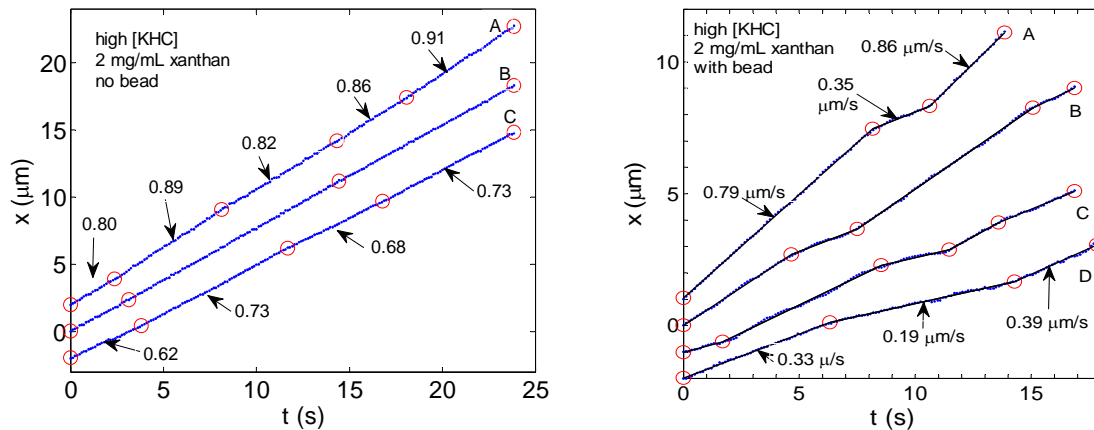 high [KHC]
2 mg/mL xanthan
no bead
A
B
C
0.91
0.86
0.82
0.89
0.80
0.73
0.68
0.73
0.62
20
15
10
5
0
x (μm)
0
5
10
15
20
25
t (s)
high [KHC]
2 mg/mL xanthan
with bead
A
B
C
D
0.86 μm/s
0.35
μm/s
0.79 μm/s
0.39 μm/s
0.19 μm/s
0.33 μ/s
10
5
0
x (μm)
0
5
10
15
t (s)